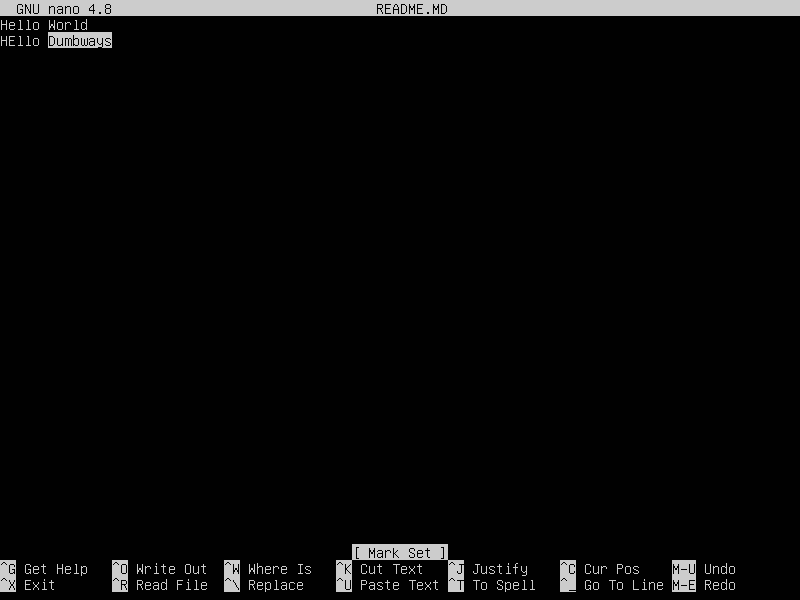 GNU nano 4.8 README.MD
Hello World
HEllo Dumbways
[ Mark Set ]
^G Get Help ^O Write Out ^W Where Is ^K Cut Text ^J Justify ^C Cur Pos M-U Undo
^X Exit ^R Read File ^\ Replace ^U Paste Text ^T To Spell ^_ Go To Line M-E Redo